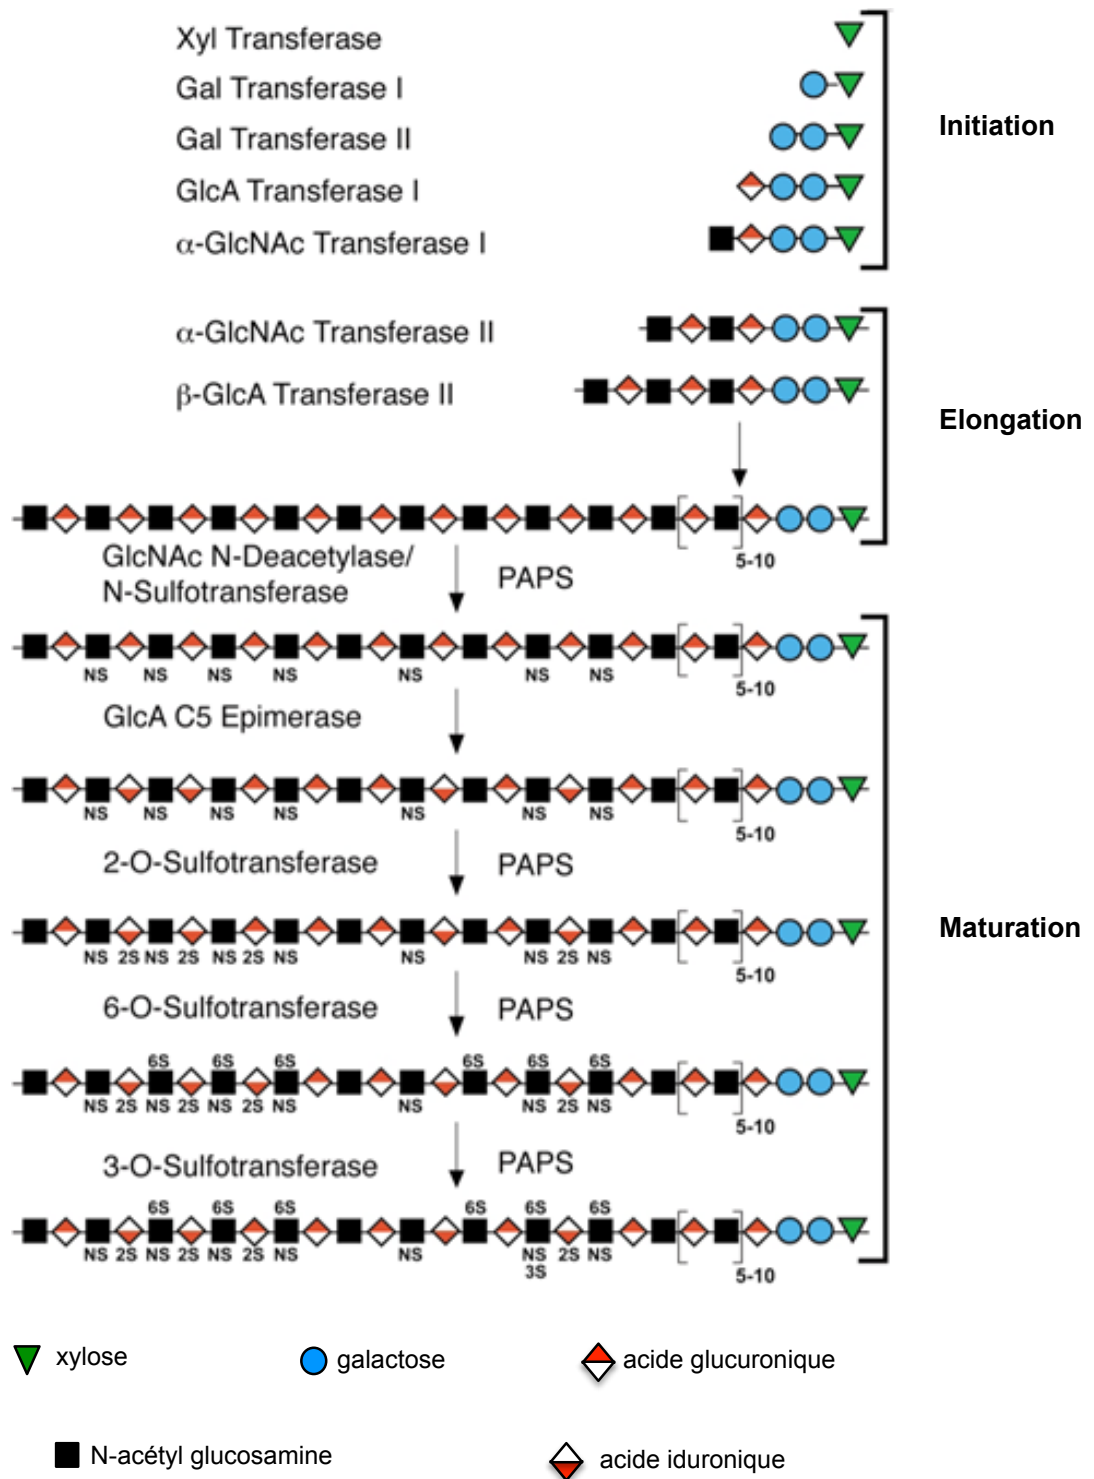 Xyl Transferase
Gal Transferase I
Initiation
Gal Transferase II
GlcA Transferase I
α-GlcNAc Transferase I
α-GlcNAc Transferase II
β-GlcA Transferase II
Elongation
5-10
GlcNAc N-Deacetylase/
N-Sulfotransferase
PAPS
NS NS NS NS NS NS NS
5-10
GlcA C5 Epimerase
NS NS NS NS NS NS NS
5-10
2-O-Sulfotransferase
PAPS
Maturation
NS 2S NS 2S NS 2S NS NS NS 2S NS
5-10
6-O-Sulfotransferase
PAPS
6S 6S 6S 6S 6S 6S
NS 2S NS 2S NS 2S NS NS NS 2S NS
5-10
3-O-Sulfotransferase
PAPS
6S 6S 6S 6S 6S 6S
NS 2S NS 2S NS 2S NS NS NS 2S NS
3S
5-10
xylose
galactose
acide glucuronique
N-acétyl glucosamine
acide iduronique